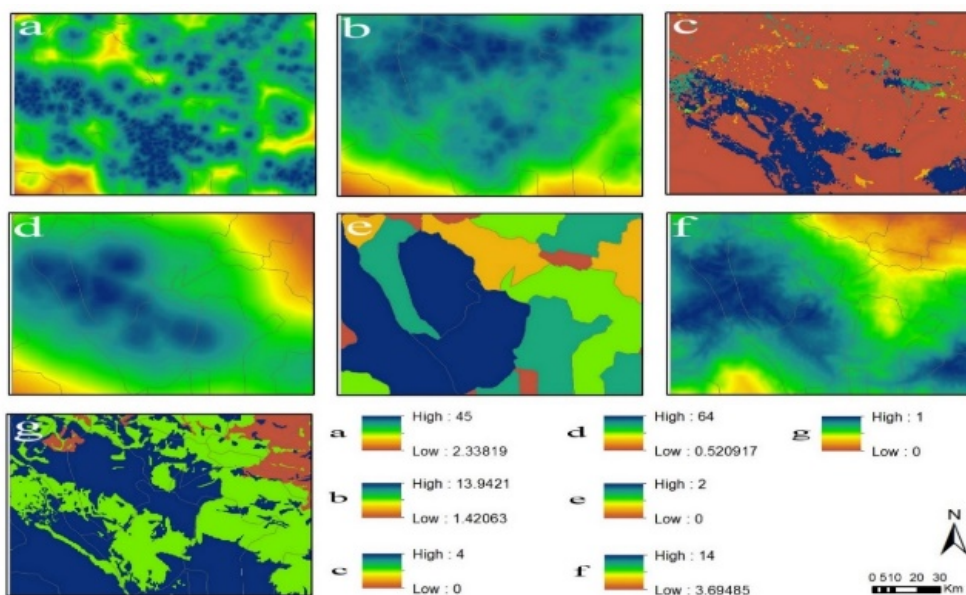 a
b
c
d
e
f
g
a High : 45
Low : 2.33819
d High : 64
Low : 0.520917
g High : 1
Low : 0
b High : 13.9421
Low : 1.42063
e High : 2
Low : 0
c High : 4
Low : 0
f High : 14
Low : 3.69485
N
0 5 10 20 30
Km